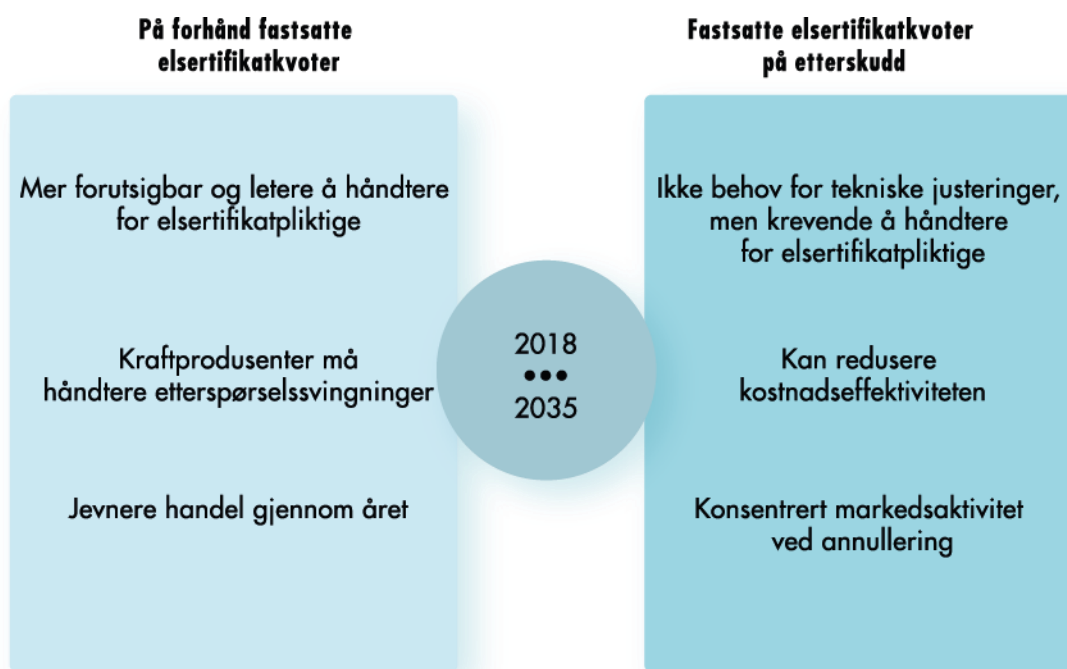 På forhånd fastsatte
elsertifikatkvoter
Mer forutsigbar og letere å håndtere
for elsertifikatpliktige
Kraftprodusenter må
håndtere etterspørselssvingninger
Jevnere handel gjennom året
2018
•••
2035
Fastsatte elsertifikatkvoter
på etterskudd
Ikke behov for tekniske justeringer,
men krevende å håndtere
for elsertifikatpliktige
Kan redusere
kostnadseffektiviteten
Konsentrert markedsaktivitet
ved annullering